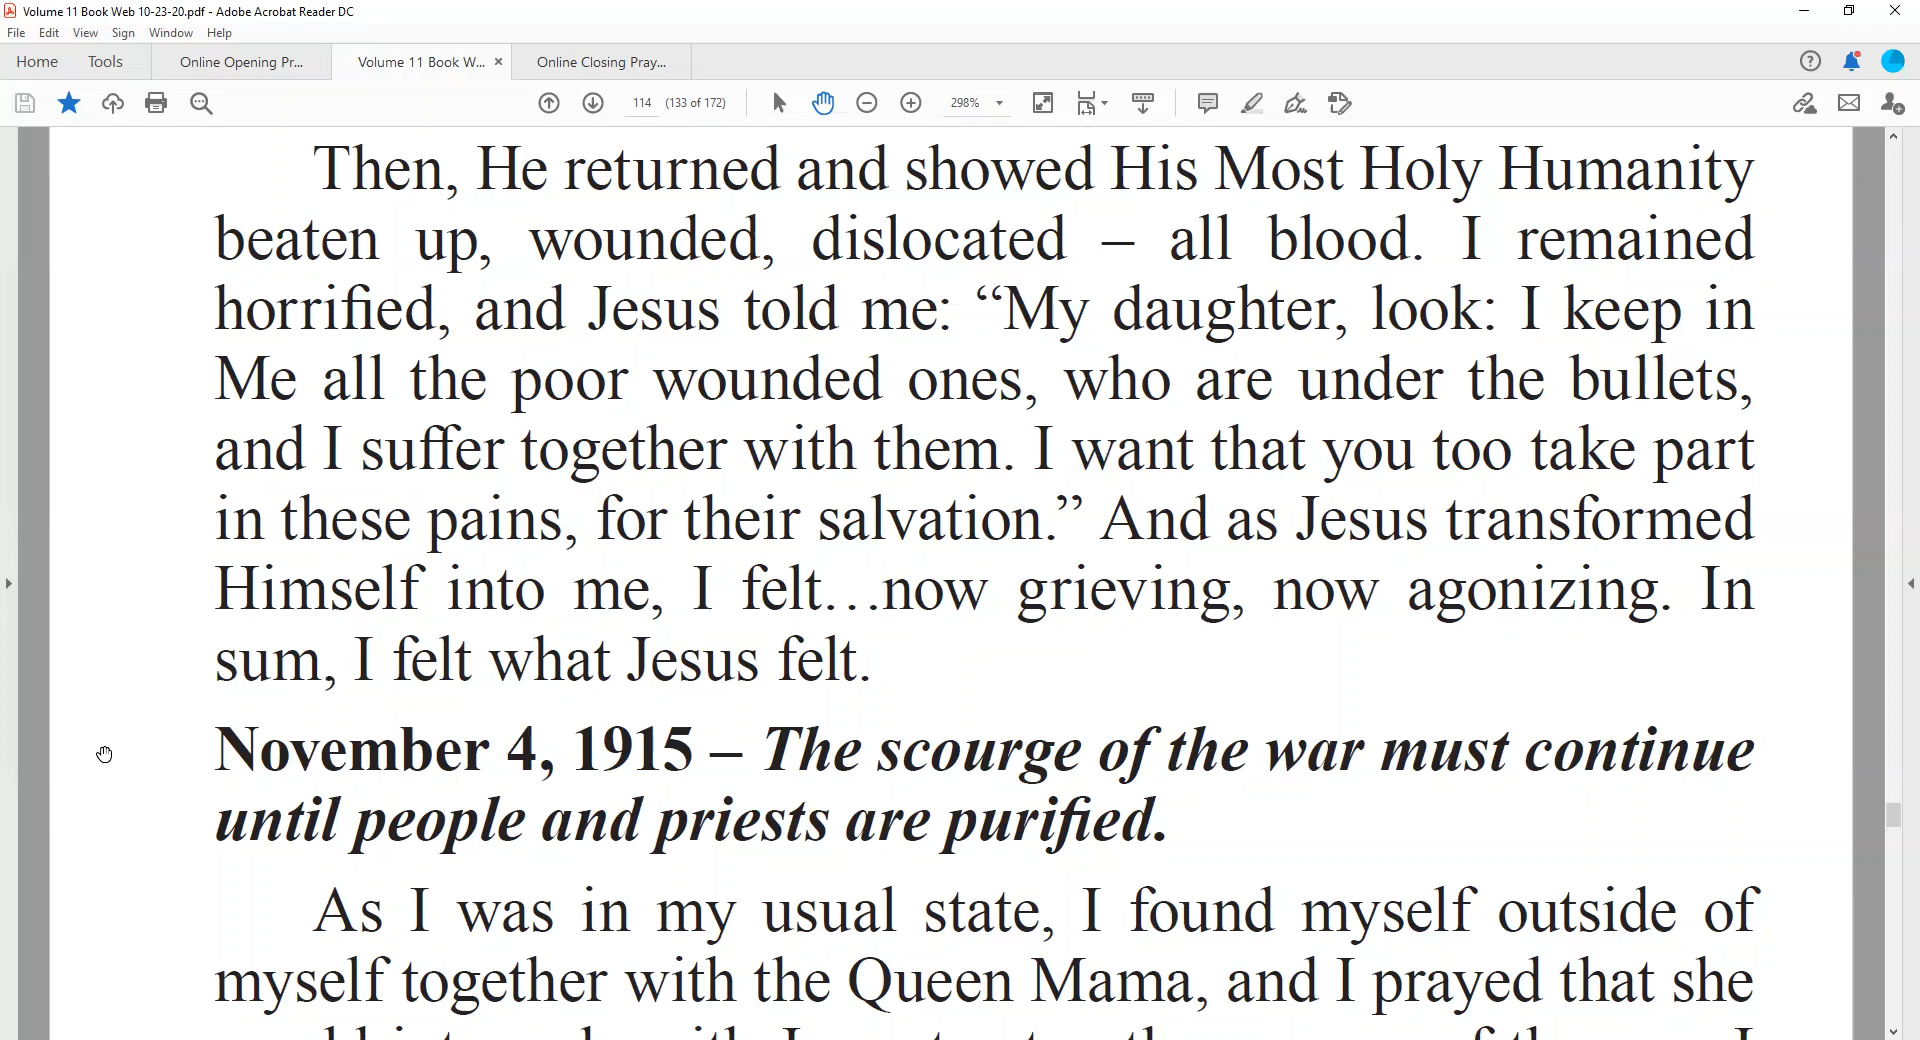 Volume 11 Book Web 10-23-20.pdf - Adobe Acrobat Reader DC
File Edit View Sign Window Help
Home Tools Online Opening Pr... Volume 11 Book W... × Online Closing Pray...
114 (133 of 172) 298%
Then, He returned and showed His Most Holy Humanity
beaten up, wounded, dislocated – all blood. I remained
horrified, and Jesus told me: “My daughter, look: I keep in
Me all the poor wounded ones, who are under the bullets,
and I suffer together with them. I want that you too take part
in these pains, for their salvation.” And as Jesus transformed
Himself into me, I felt…now grieving, now agonizing. In
sum, I felt what Jesus felt.
November 4, 1915 – The scourge of the war must continue
until people and priests are purified.
As I was in my usual state, I found myself outside of
myself together with the Queen Mama, and I prayed that she